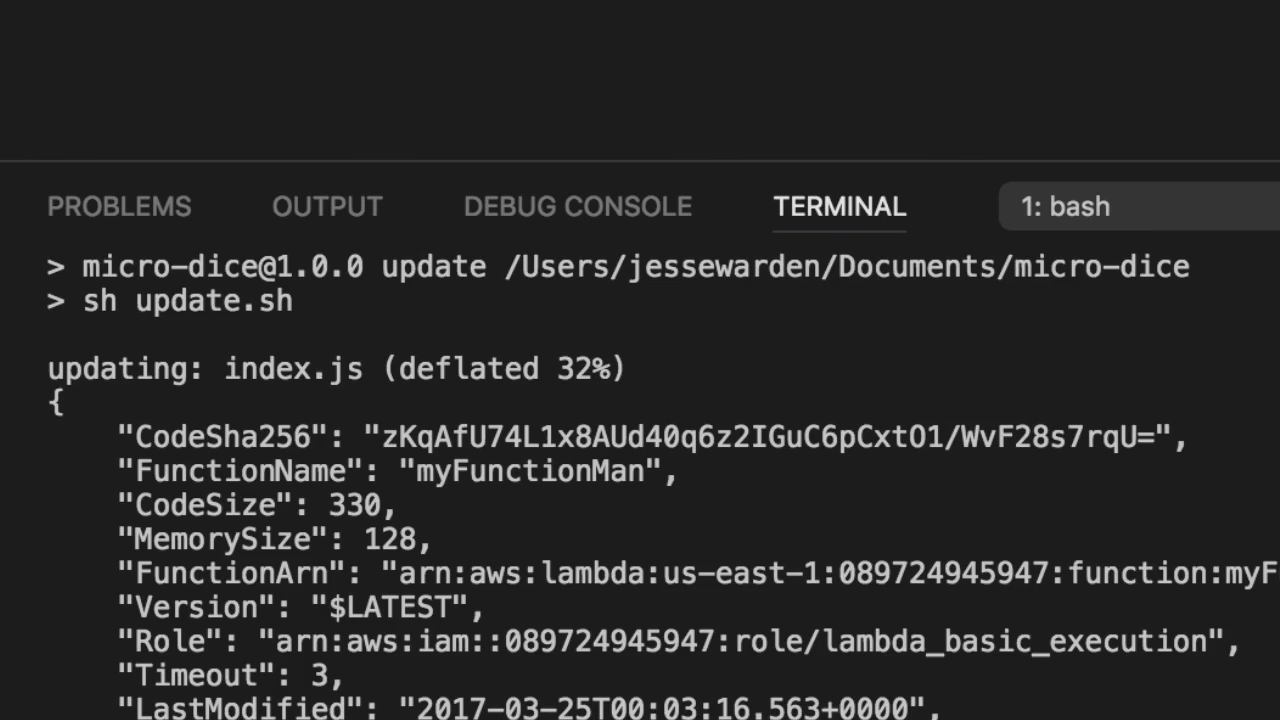 PROBLEMS OUTPUT DEBUG CONSOLE TERMINAL 1: bash
> micro-dice@1.0.0 update /Users/jessewarden/Documents/micro-dice
> sh update.sh
updating: index.js (deflated 32%)
{
"CodeSha256": "zKqAfU74L1x8AUd40q6z2IGuC6pCxtO1/WvF28s7rqU=",
"FunctionName": "myFunctionMan",
"CodeSize": 330,
"MemorySize": 128,
"FunctionArn": "arn:aws:lambda:us-east-1:089724945947:function:myF
"Version": "$LATEST",
"Role": "arn:aws:iam::089724945947:role/lambda_basic_execution",
"Timeout": 3,
"LastModified": "2017-03-25T00:03:16.563+0000",